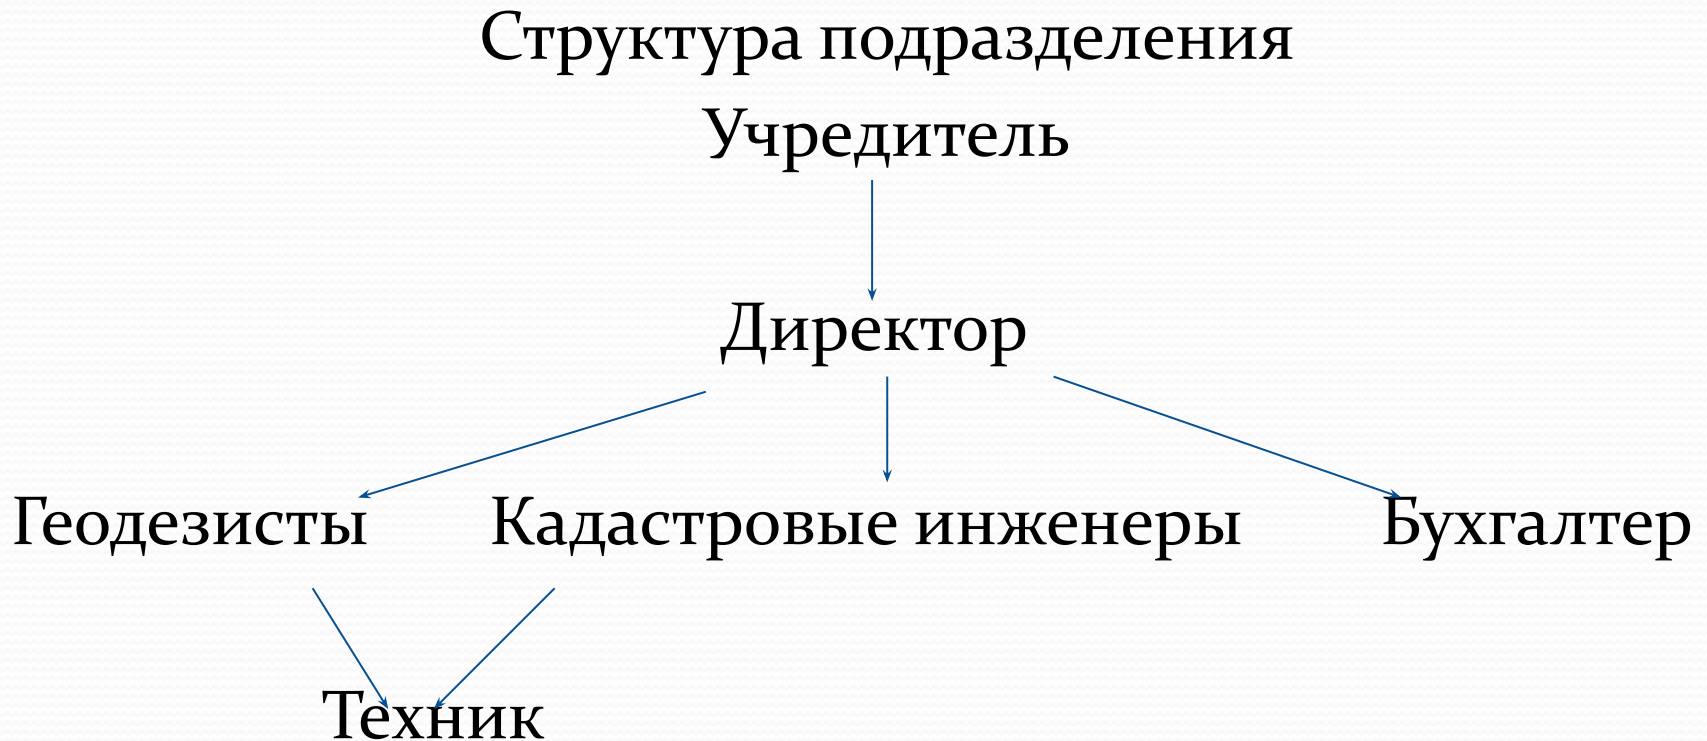 Структура подразделения
Учредитель
Директор
Геодезисты Кадастровые инженеры Бухгалтер
Техник